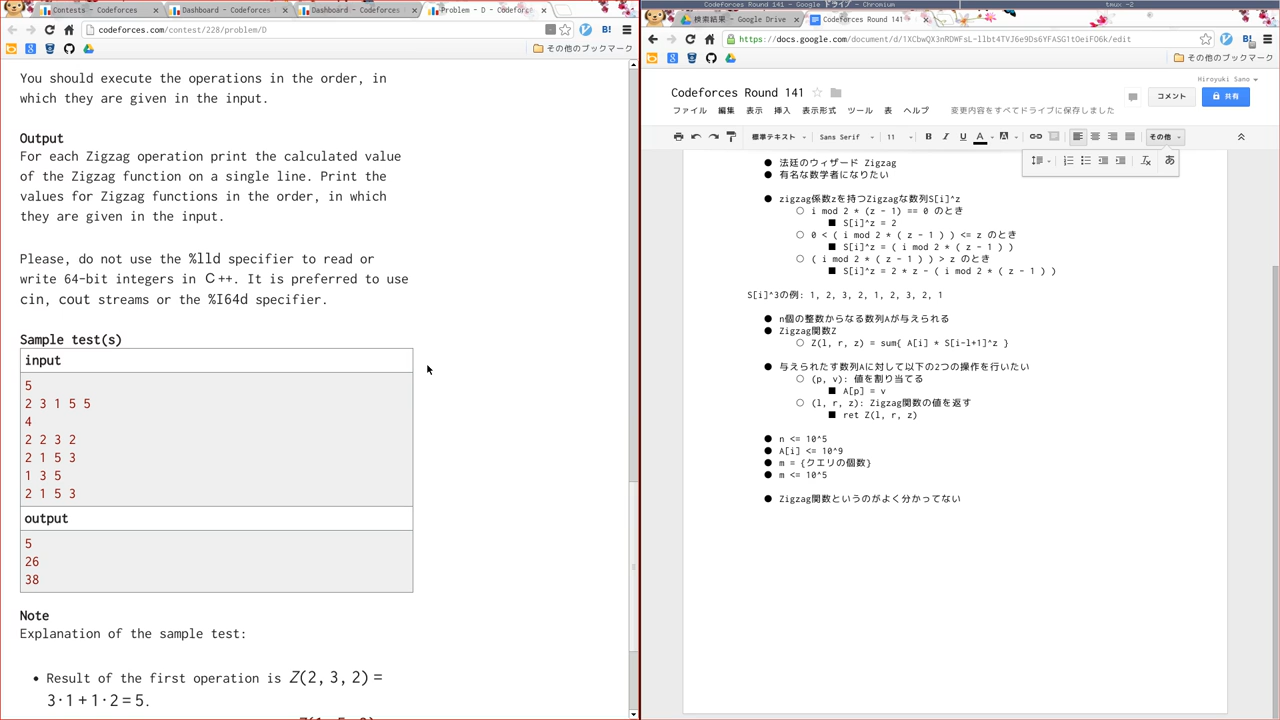 Contests - Codeforces
Dashboard - Codeforces
Dashboard - Codeforces
Problem - D - Codeforc
codeforces.com/contest/228/problem/D
その他のブックマーク
You should execute the operations in the order, in
which they are given in the input.
Output
For each Zigzag operation print the calculated value
of the Zigzag function on a single line. Print the
values for Zigzag functions in the order, in which
they are given in the input.
Please, do not use the %lld specifier to read or
write 64-bit integers in С++. It is preferred to use
cin, cout streams or the %I64d specifier.
Sample test(s)
input
5
2 3 1 5 5
4
2 2 3 2
2 1 5 3
1 3 5
2 1 5 3
output
5
26
38
Note
Explanation of the sample test:
• Result of the first operation is Z(2, 3, 2) =
3·1 + 1·2 = 5.
Codeforces Round 141 - Google ドライブ - Chromium
tmux -2
検索結果 - Google Drive
Codeforces Round 141
https://docs.google.com/document/d/1XCbwQX3nRDWFsL-llbt4TVJ6e9Ds6YFASG1tOeiFO6k/edit
その他のブックマーク
Hiroyuki Sano
Codeforces Round 141
コメント
共有
ファイル 編集 表示 挿入 表示形式 ツール 表 ヘルプ 変更内容をすべてドライブに保存しました
標準テキスト Sans Serif 11 B I U A A その他
● 法廷のウィザード Zigzag
● 有名な数学者になりたい
● zigzag係数zを持つZigzagな数列S[i]^z
○ i mod 2 * (z - 1) == 0 のとき
■ S[i]^z = 2
○ 0 < ( i mod 2 * ( z - 1 ) ) <= z のとき
■ S[i]^z = ( i mod 2 * ( z - 1 ) )
○ ( i mod 2 * ( z - 1 ) ) > z のとき
■ S[i]^z = 2 * z - ( i mod 2 * ( z - 1 ) )
S[i]^3の例: 1, 2, 3, 2, 1, 2, 3, 2, 1
● n個の整数からなる数列Aが与えられる
● Zigzag関数Z
○ Z(l, r, z) = sum{ A[i] * S[i-l+1]^z }
● 与えられたす数列Aに対して以下の2つの操作を行いたい
○ (p, v): 値を割り当てる
■ A[p] = v
○ (l, r, z): Zigzag関数の値を返す
■ ret Z(l, r, z)
● n <= 10^5
● A[i] <= 10^9
● m = {クエリの個数}
● m <= 10^5
● Zigzag関数というのがよく分かってない